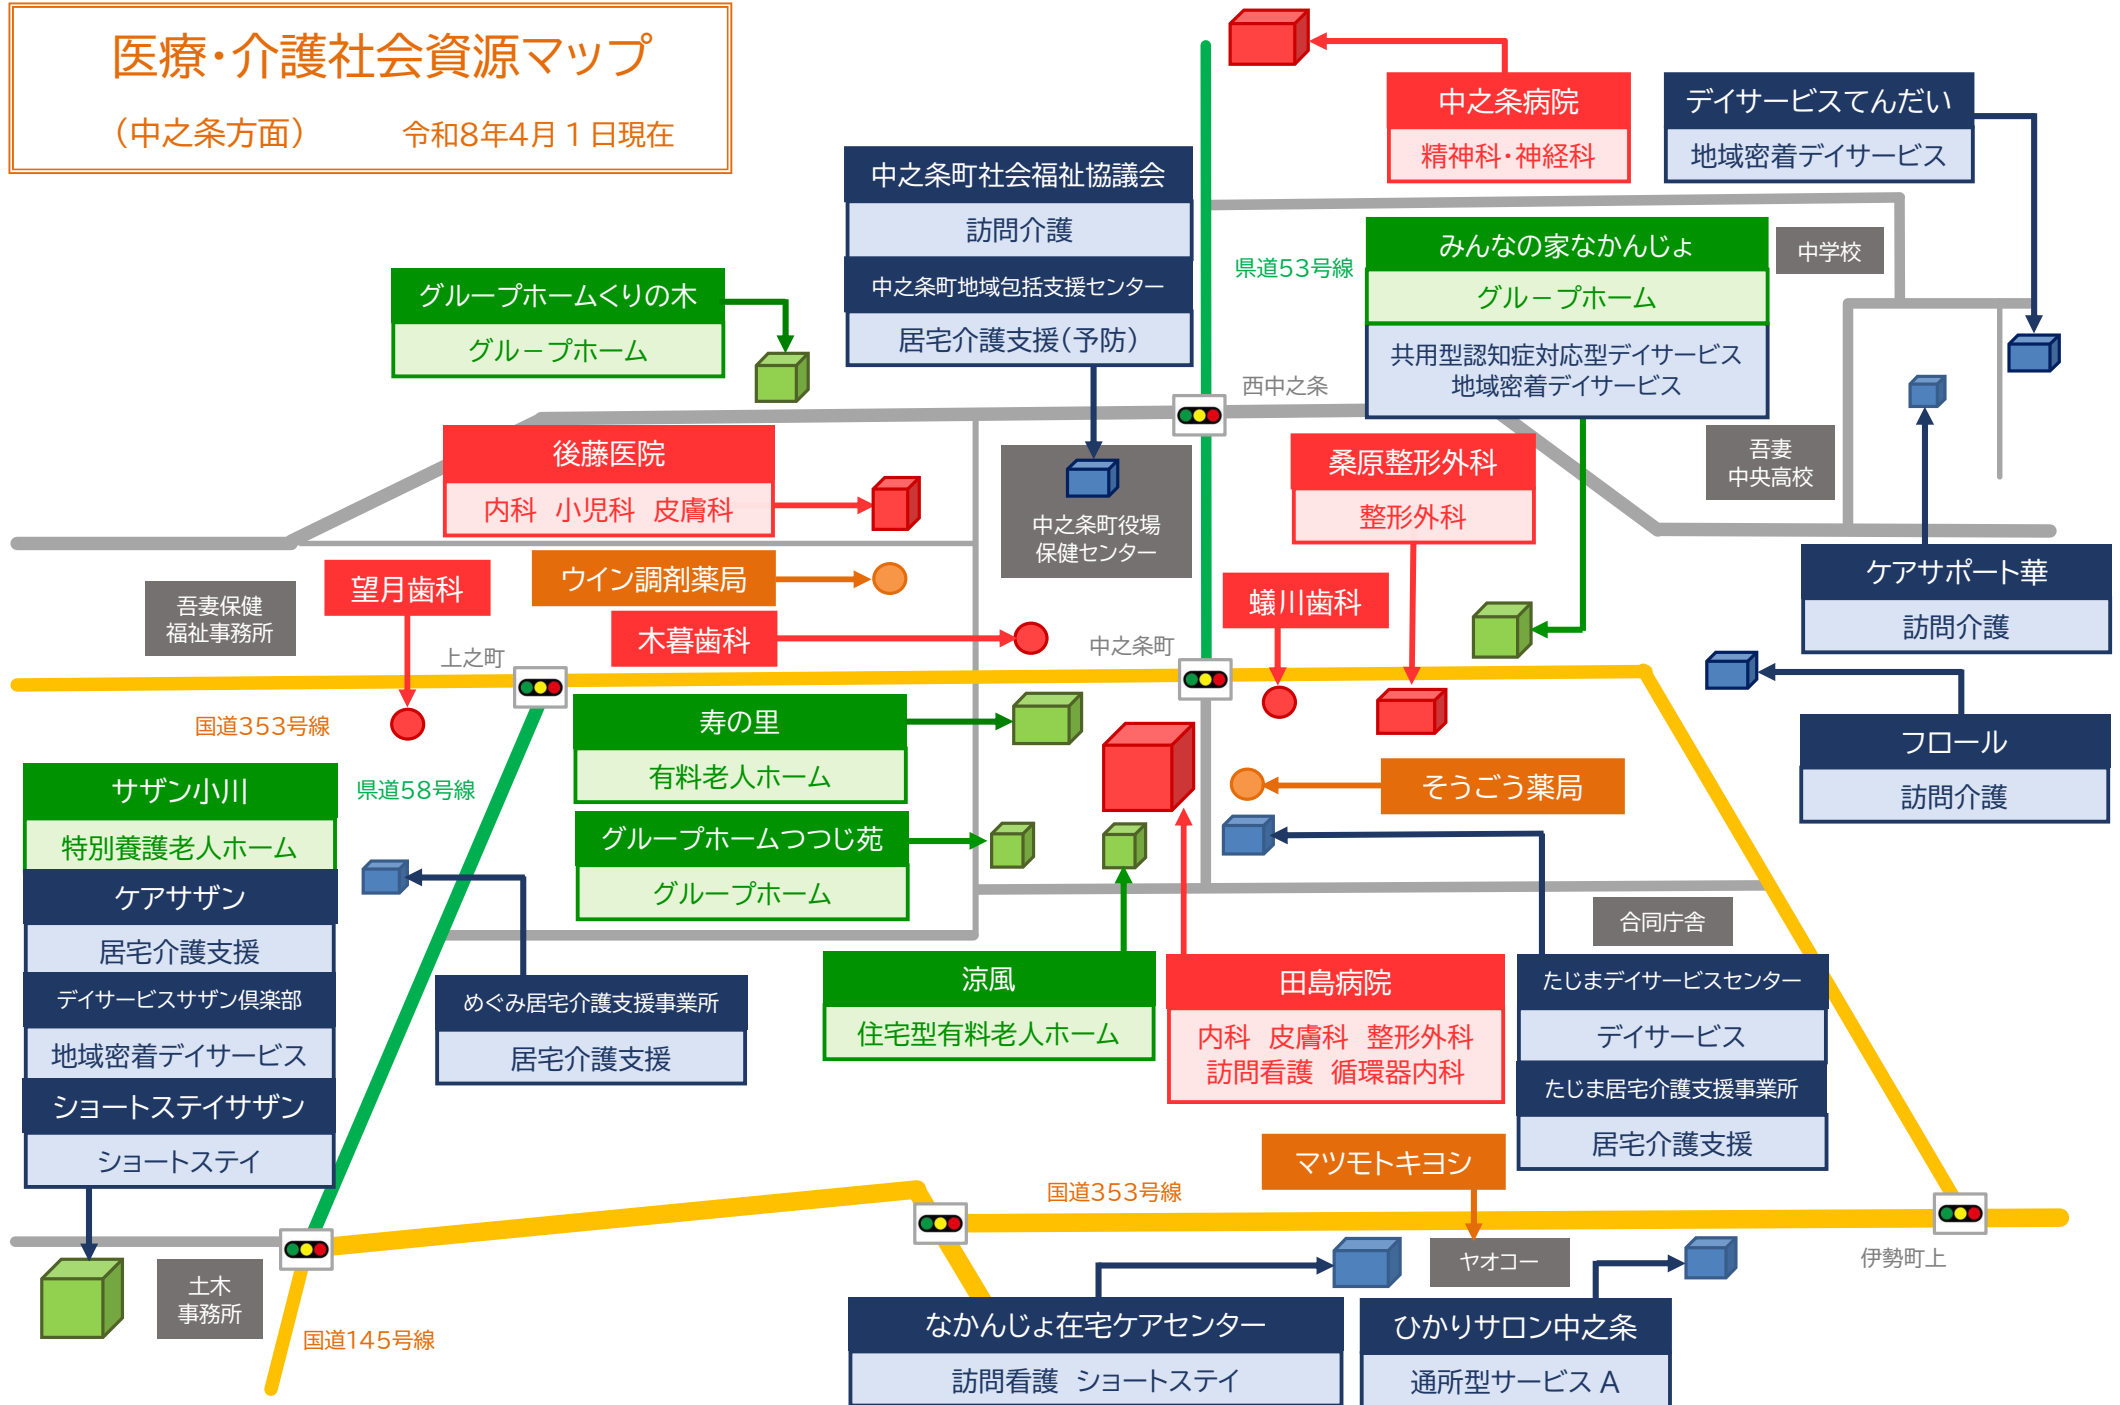 医療・介護社会資源マップ
（中之条方面）　令和8年4月１日現在
中之条病院
精神科・神経科
デイサービスてんだい
地域密着デイサービス
中之条町社会福祉協議会
訪問介護
中之条町地域包括支援センター
居宅介護支援（予防）
県道53号線
みんなの家なかんじょ
グループホーム
共用型認知症対応型デイサービス
地域密着デイサービス
中学校
グループホームくりの木
グループホーム
西中之条
後藤医院
内科　小児科　皮膚科
中之条町役場
保健センター
桑原整形外科
整形外科
吾妻
中央高校
ケアサポート華
訪問介護
吾妻保健
福祉事務所
望月歯科
ウイン調剤薬局
木暮歯科
上之町
中之条町
蟻川歯科
国道353号線
寿の里
有料老人ホーム
フロール
訪問介護
サザン小川
特別養護老人ホーム
ケアサザン
居宅介護支援
デイサービスサザン倶楽部
地域密着デイサービス
ショートステイサザン
ショートステイ
県道58号線
グループホームつつじ苑
グループホーム
そうごう薬局
合同庁舎
めぐみ居宅介護支援事業所
居宅介護支援
涼風
住宅型有料老人ホーム
田島病院
内科　皮膚科　整形外科
訪問看護　循環器内科
たじまデイサービスセンター
デイサービス
たじま居宅介護支援事業所
居宅介護支援
マツモトキヨシ
国道353号線
ヤオコー
伊勢町上
土木
事務所
国道145号線
なかんじょ在宅ケアセンター
訪問看護　ショートステイ
ひかりサロン中之条
通所型サービス A